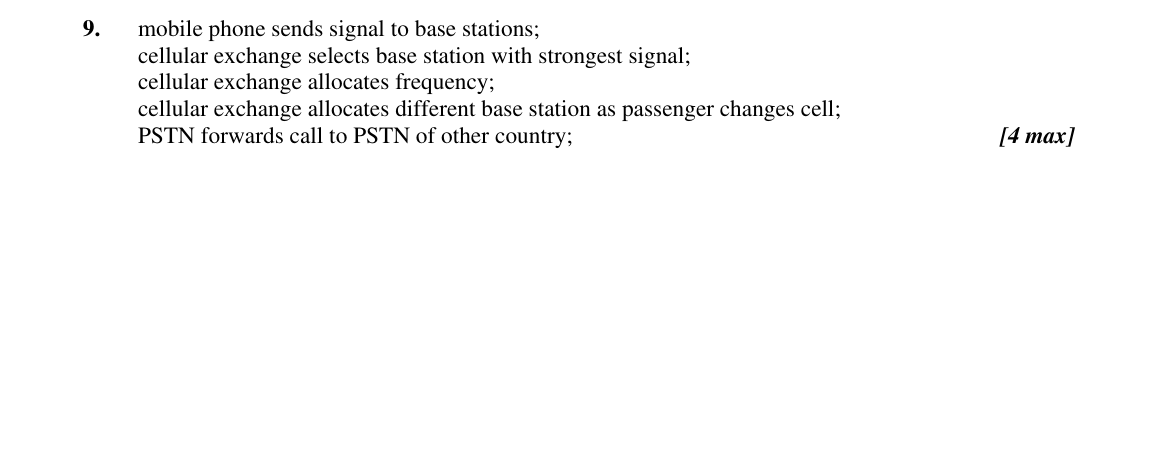 9. mobile phone sends signal to base stations;
cellular exchange selects base station with strongest signal;
cellular exchange allocates frequency;
cellular exchange allocates different base station as passenger changes cell;
PSTN forwards call to PSTN of other country; [4 max]